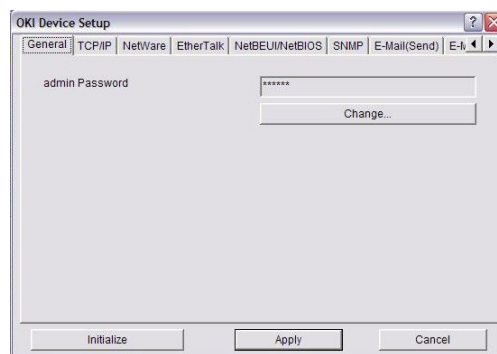 OKI Device Setup
General TCP/IP NetWare EtherTalk NetBEUI/NetBIOS SNMP E-Mail(Send)
admin Password ******
Change...
Initialize Apply Cancel